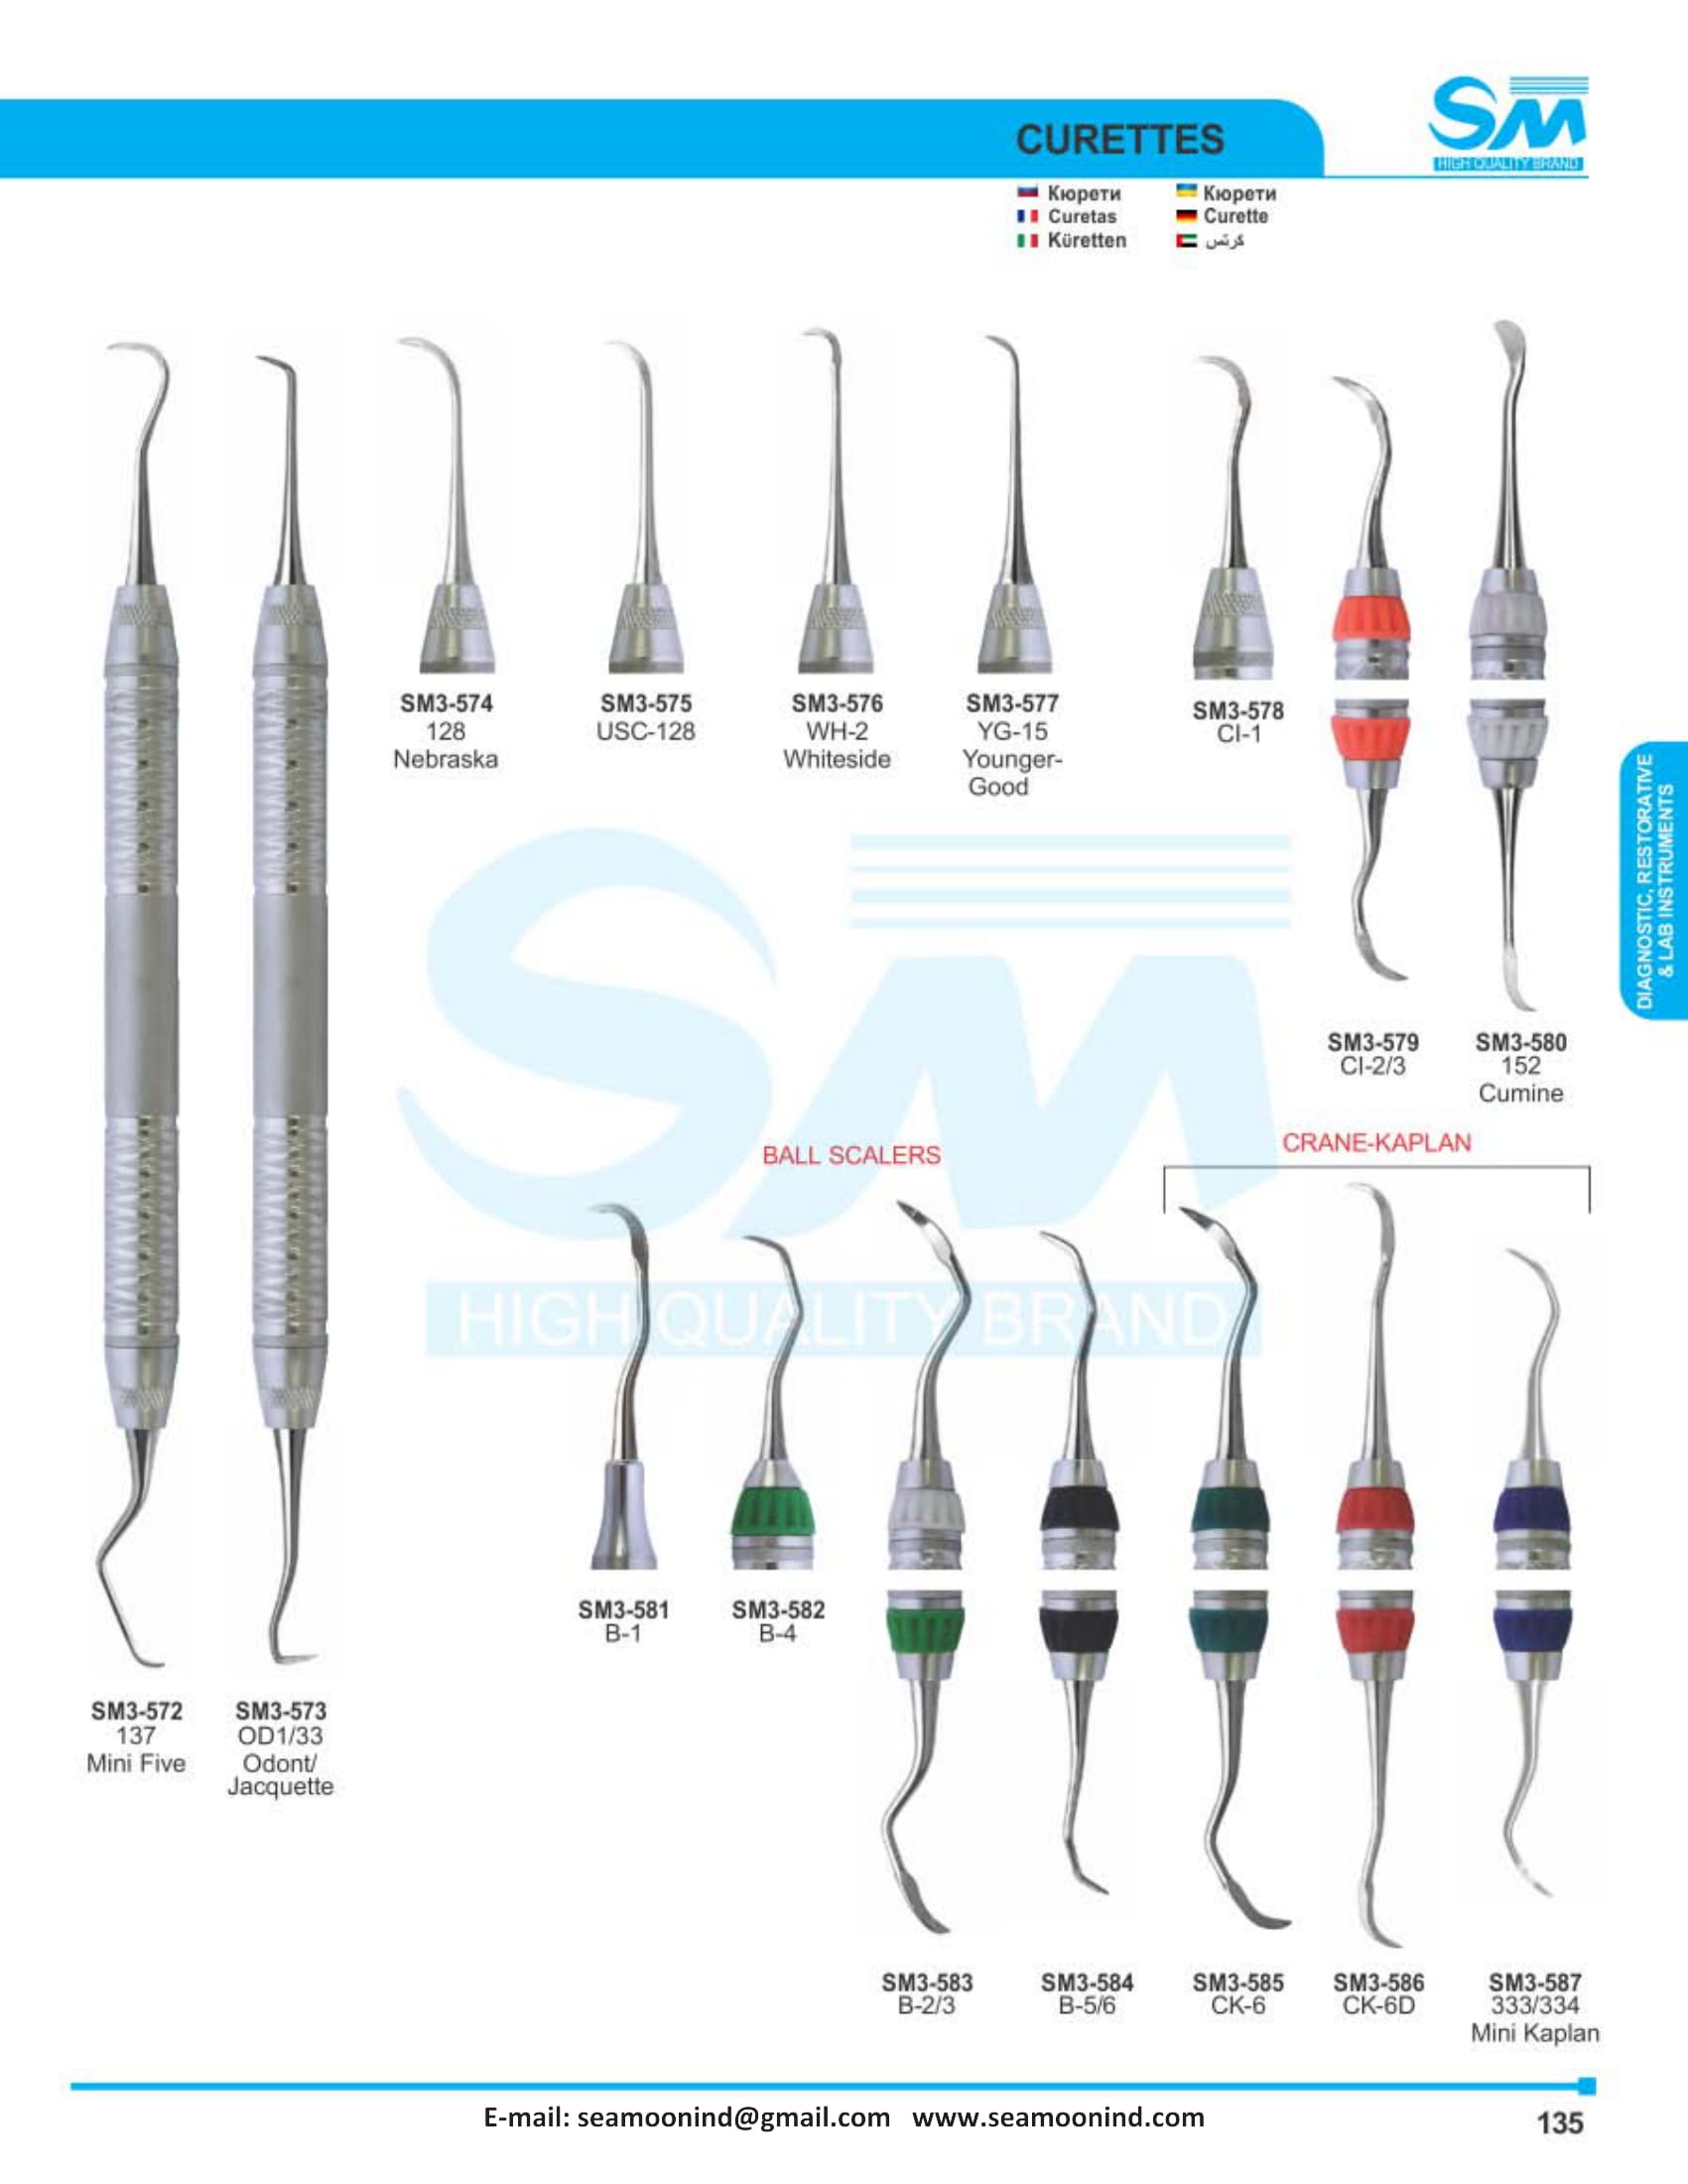 CURETTES
SM
HIGH QUALITY BRAND
Кюрети
Кюрети
Curetas
Curette
Küretten
كرتس
SM3-574
128
Nebraska
SM3-575
USC-128
SM3-576
WH-2
Whiteside
SM3-577
YG-15
Younger-
Good
SM3-578
CI-1
DIAGNOSTIC, RESTORATIVE
& LAB INSTRUMENTS
SM3-579
CI-2/3
SM3-580
152
Cumine
SM
HIGH QUALITY BRAND
BALL SCALERS
CRANE-KAPLAN
SM3-581
B-1
SM3-582
B-4
SM3-572
137
Mini Five
SM3-573
OD1/33
Odont/
Jacquette
SM3-583
B-2/3
SM3-584
B-5/6
SM3-585
CK-6
SM3-586
CK-6D
SM3-587
333/334
Mini Kaplan
E-mail: seamoonind@gmail.com www.seamoonind.com
135